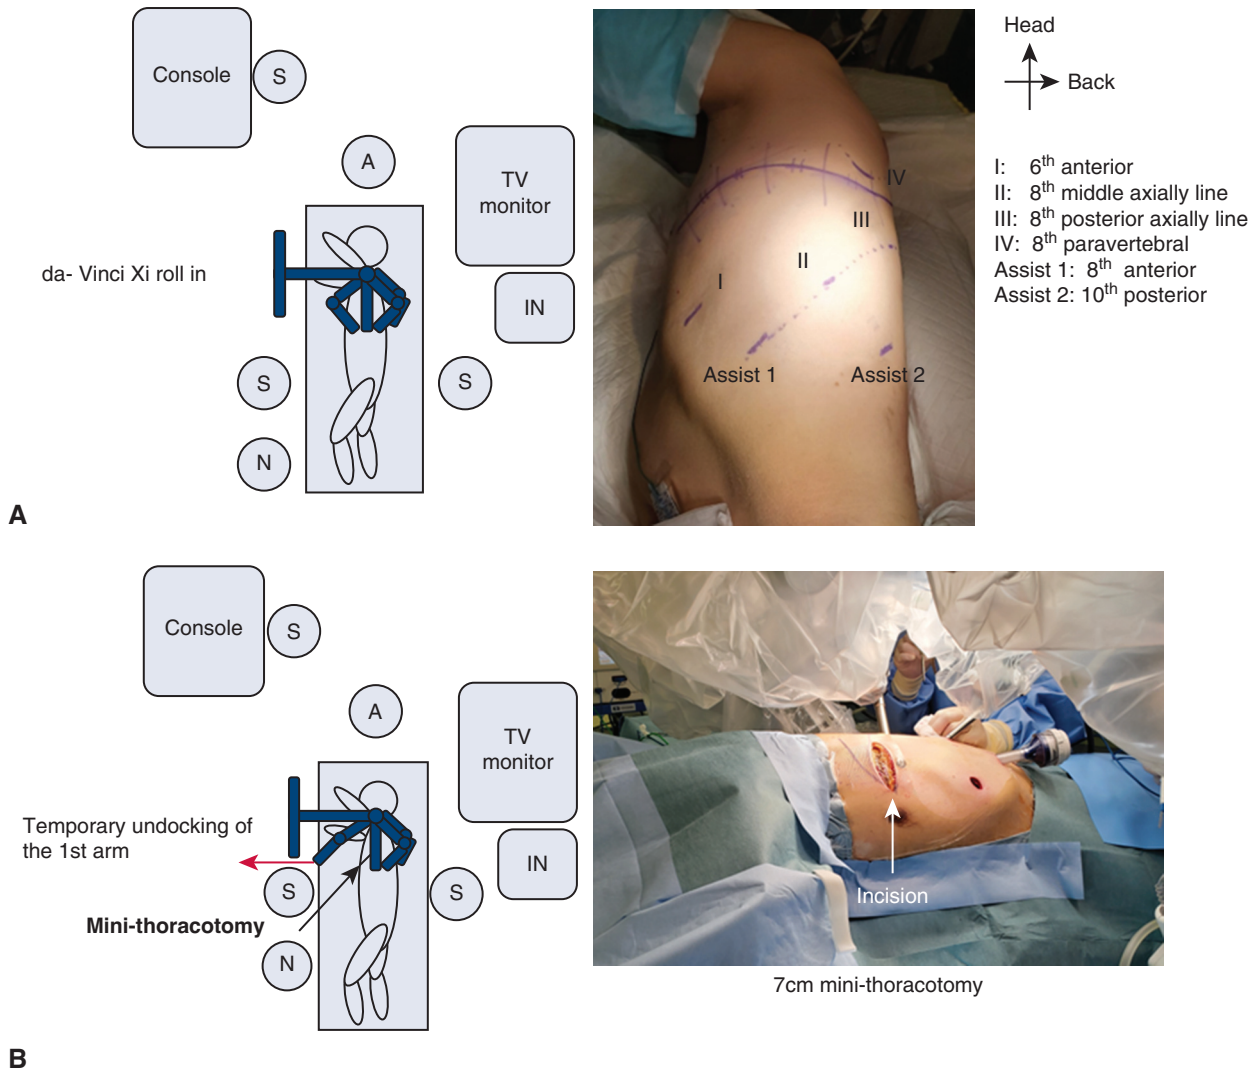 Console
S
A
TV
monitor
IN
da- Vinci Xi roll in
S
S
N
A
IV
III
II
I
Assist 1
Assist 2
Head
Back
I: 6th anterior
II: 8th middle axially line
III: 8th posterior axially line
IV: 8th paravertebral
Assist 1: 8th anterior
Assist 2: 10th posterior
Console
S
A
TV
monitor
IN
Temporary undocking of
the 1st arm
S
S
Mini-thoracotomy
N
B
Incision
7cm mini-thoracotomy